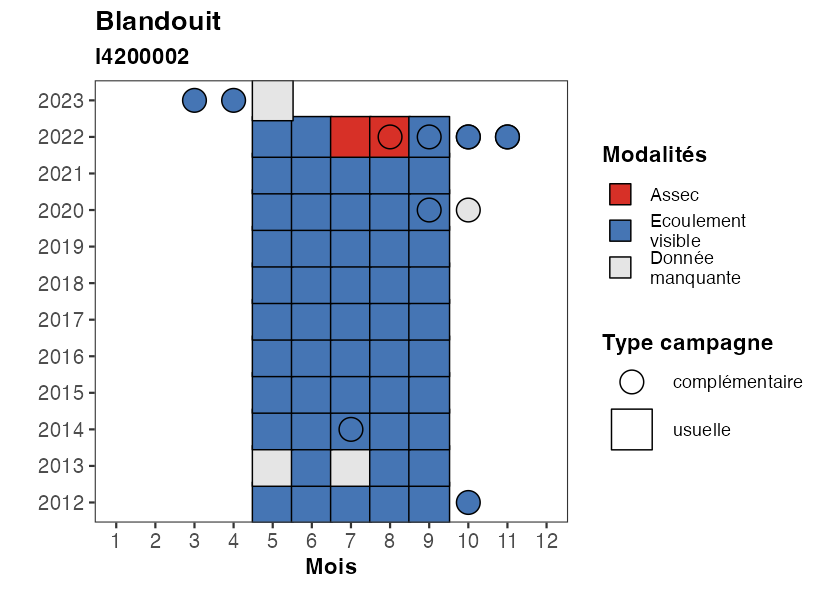 Blandouit
I4200002
2023
2022
2021
2020
2019
2018
2017
2016
2015
2014
2013
2012
1 2 3 4 5 6 7 8 9 10 11 12
Mois
Modalités
Assec
Ecoulement
visible
Donnée
manquante
Type campagne
complémentaire
usuelle